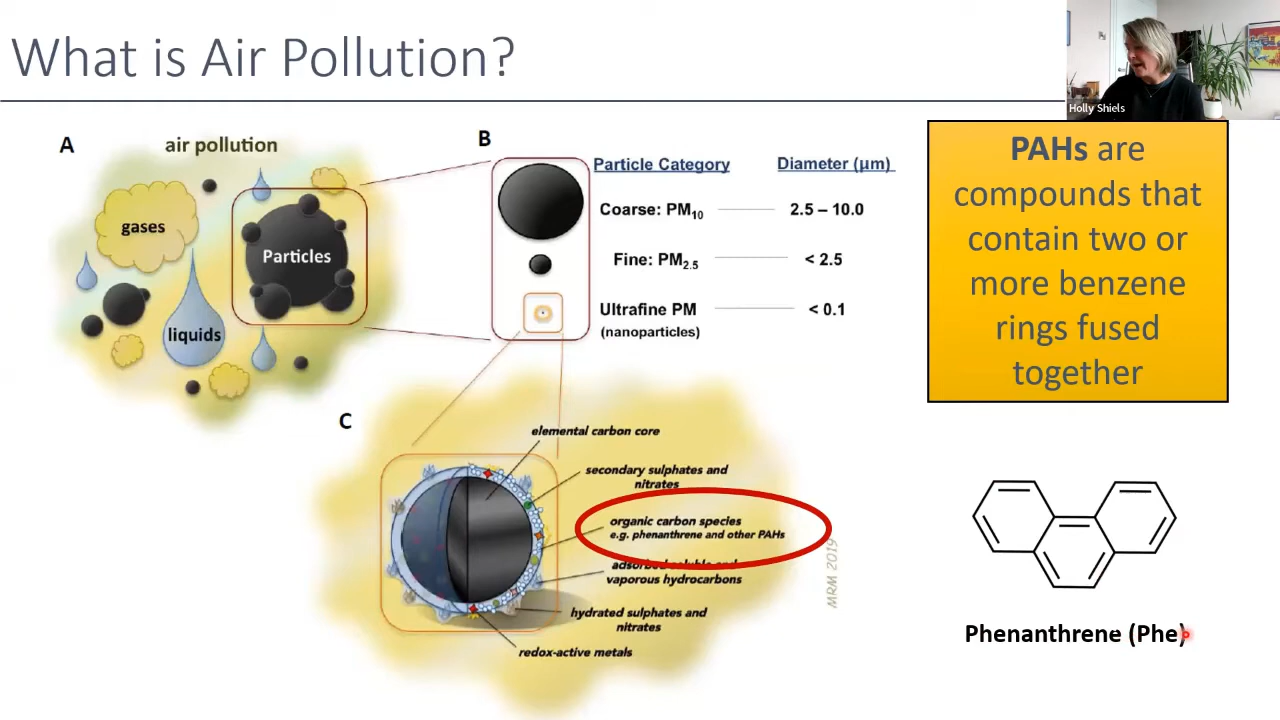 What is Air Pollution?
Holly Shiels
A
air pollution
gases
Particles
liquids
B
Particle Category Diameter (μm)
Coarse: PM10 2.5 – 10.0
Fine: PM2.5 < 2.5
Ultrafine PM < 0.1
(nanoparticles)
PAHs are
compounds that
contain two or
more benzene
rings fused
together
C
elemental carbon core
secondary sulphates and
nitrates
organic carbon species
e.g. phenanthrene and other PAHs
adsorbed soluble and
vaporous hydrocarbons
hydrated sulphates and
nitrates
redox-active metals
MRM 2019
Phenanthrene (Phe)